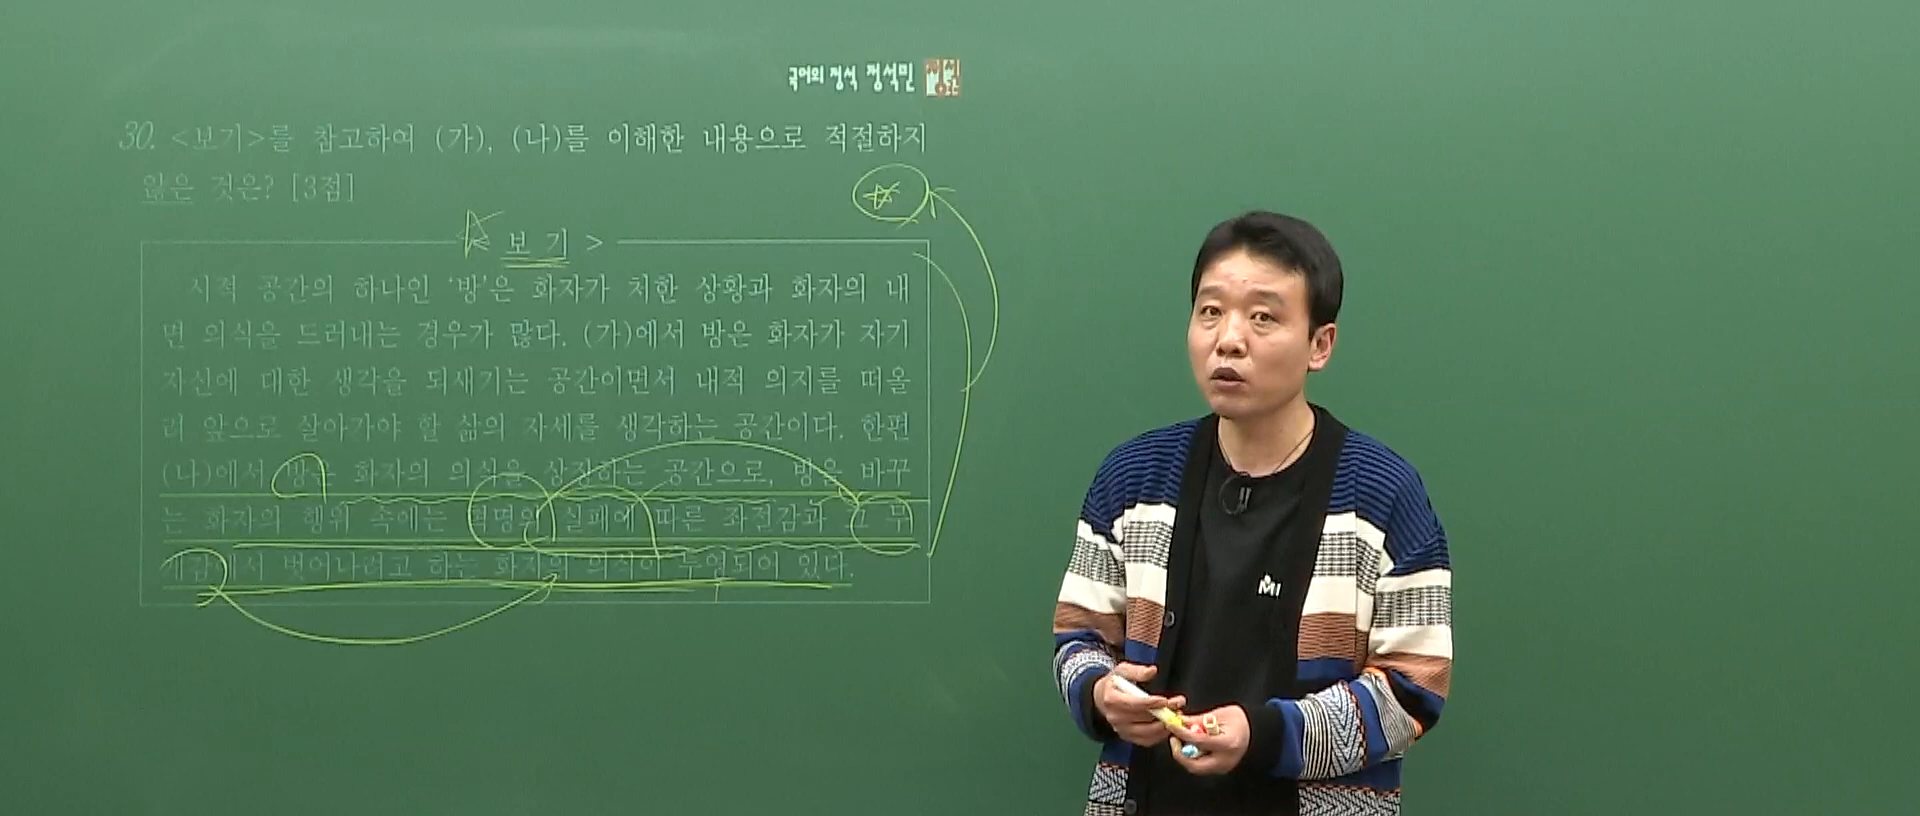 국어의 정석 정석민
30. <보기>를 참고하여 (가), (나)를 이해한 내용으로 적절하지
않은 것은? [3점]
< 보 기 >
시적 공간의 하나인 '방'은 화자가 처한 상황과 화자의 내
면 의식을 드러내는 경우가 많다. (가)에서 방은 화자가 자기
자신에 대한 생각을 되새기는 공간이면서 내적 의지를 떠올
려 앞으로 살아가야 할 삶의 자세를 생각하는 공간이다. 한편
(나)에서 방은 화자의 의식을 상징하는 공간으로, 방을 바꾸
는 화자의 행위 속에는 혁명의 실패에 따른 좌절감과 그 무
게감에서 벗어나려고 하는 화자의 의식이 투영되어 있다.
MI